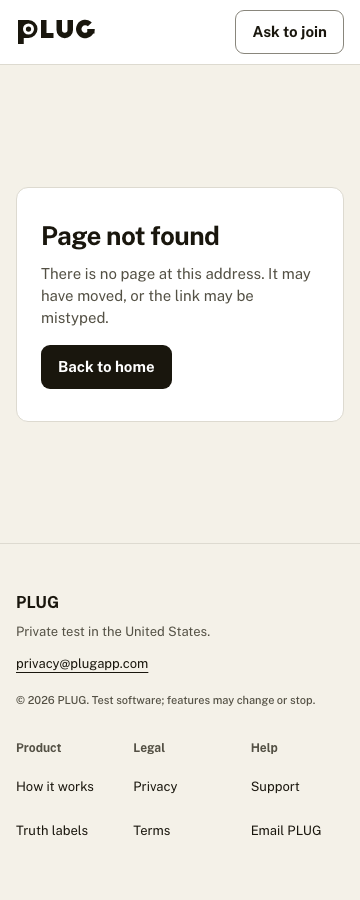 PLUG
Ask to join
Page not found
There is no page at this address. It may
have moved, or the link may be
mistyped.
Back to home
PLUG
Private test in the United States.
privacy@plugapp.com
© 2026 PLUG. Test software; features may change or stop.
Product
How it works
Truth labels
Legal
Privacy
Terms
Help
Support
Email PLUG